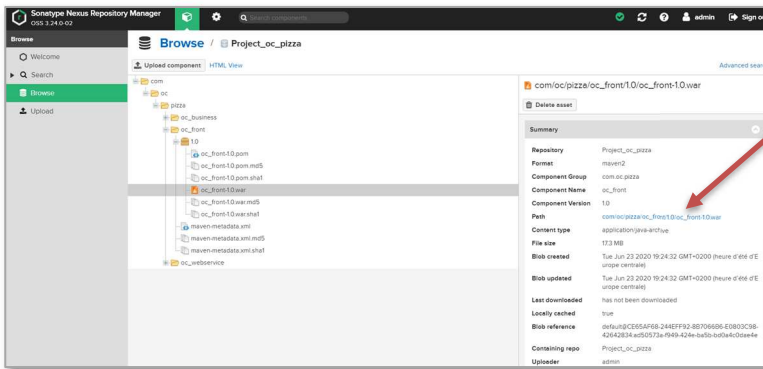 Sonatype Nexus Repository Manager
OSS 3.24.0-02
Search components
admin
Sign o
Browse
Welcome
Search
Browse
Upload
Browse / Project_oc_pizza
Upload component HTML View
Advanced sear
com
oc
pizza
oc_business
oc_front
1.0
oc_front-1.0.pom
oc_front-1.0.pom.md5
oc_front-1.0.pom.sha1
oc_front-1.0.war
oc_front-1.0.war.md5
oc_front-1.0.war.sha1
maven-metadata.xml
maven-metadata.xml.md5
maven-metadata.xml.sha1
oc_webservice
com/oc/pizza/oc_front/1.0/oc_front-1.0.war
Delete asset
Summary
Repository Project_oc_pizza
Format maven2
Component Group com.oc.pizza
Component Name oc_front
Component Version 1.0
Path com/oc/pizza/oc_front/1.0/oc_front-1.0.war
Content type application/java-archive
File size 17.3 MB
Blob created Tue Jun 23 2020 19:24:32 GMT+0200 (heure d'été d'E
urope centrale)
Blob updated Tue Jun 23 2020 19:24:32 GMT+0200 (heure d'été d'E
urope centrale)
Last downloaded has not been downloaded
Locally cached true
Blob reference default@CE65AF68-244EFF92-8B7066B6-E0803C98-
42642834:ad50573a-f949-424e-ba5b-bd0a4c0dae4e
Containing repo Project_oc_pizza
Uploader admin